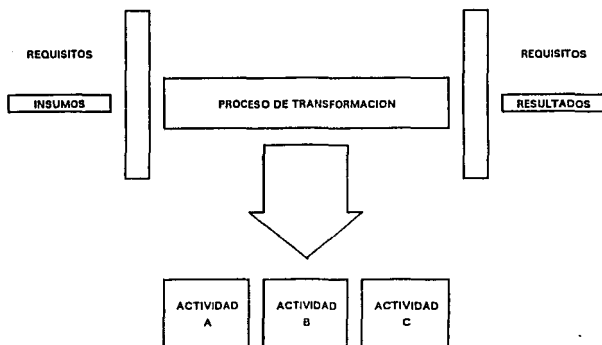 REQUISITOS
REQUISITOS
INSUMOS
PROCESO DE TRANSFORMACION
RESULTADOS
ACTIVIDAD
A
ACTIVIDAD
B
ACTIVIDAD
C